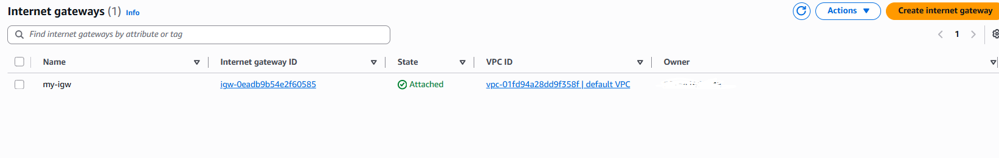 Internet gateways (1) Info
Actions
Create internet gateway
Find internet gateways by attribute or tag
1
Name Internet gateway ID State VPC ID Owner
my-igw igw-0eadb9b54e2f60585 Attached vpc-01fd94a28dd9f358f | default VPC